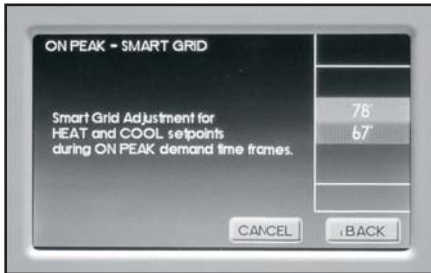 ON PEAK - SMART GRID
Smart Grid Adjustment for
HEAT and COOL setpoints
during ON PEAK demand time frames.
78°
67°
CANCEL
‹BACK